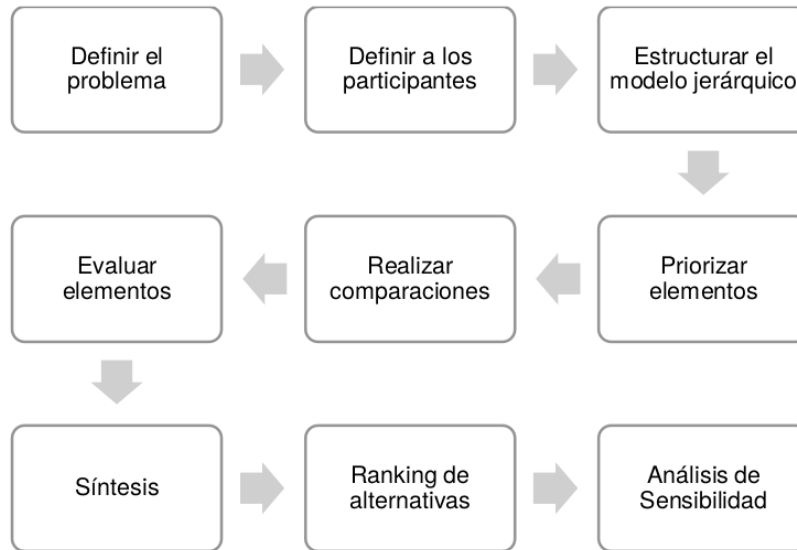 Definir el
problema
Definir a los
participantes
Estructurar el
modelo jerárquico
Priorizar
elementos
Realizar
comparaciones
Evaluar
elementos
Síntesis
Ranking de
alternativas
Análisis de
Sensibilidad